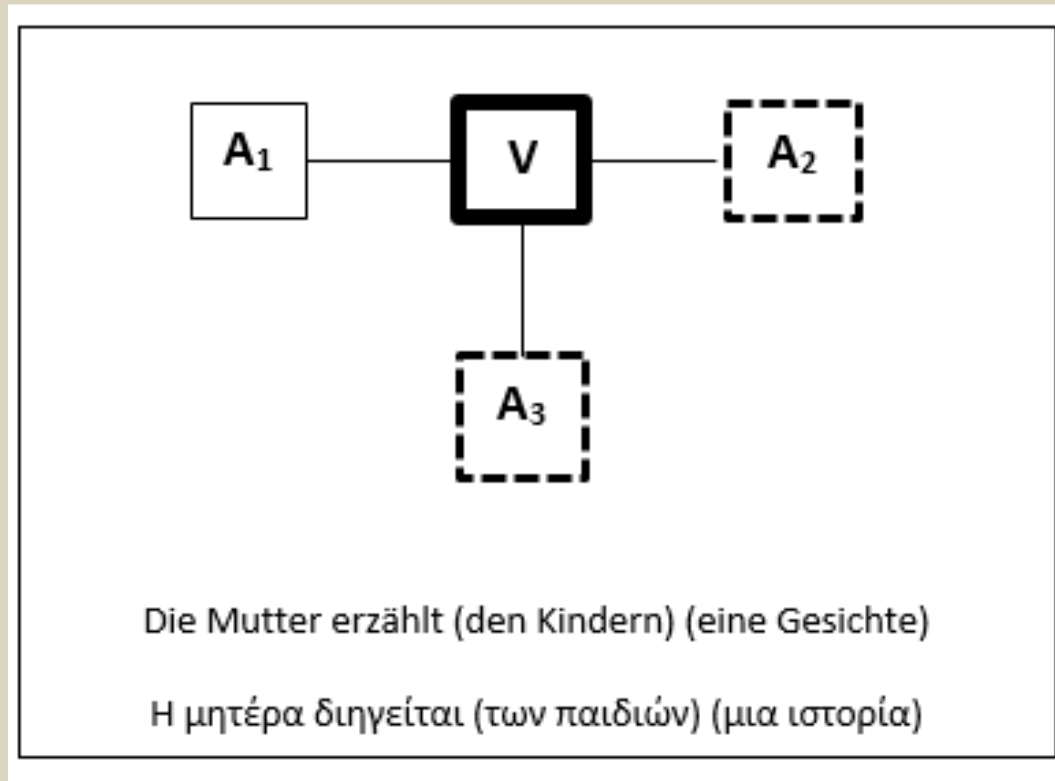 A₁ V A₂
A₃
Die Mutter erzählt (den Kindern) (eine Gesichte)
Η μητέρα διηγείται (των παιδιών) (μια ιστορία)